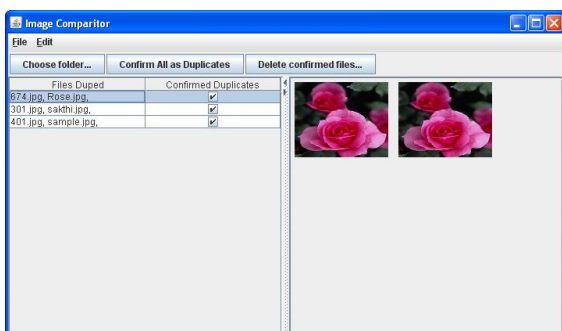 Image Comparitor
File Edit
Choose folder... Confirm All as Duplicates Delete confirmed files...
Files Duped Confirmed Duplicates
674.jpg, Rose.jpg,
301.jpg, sakthi.jpg,
401.jpg, sample.jpg,